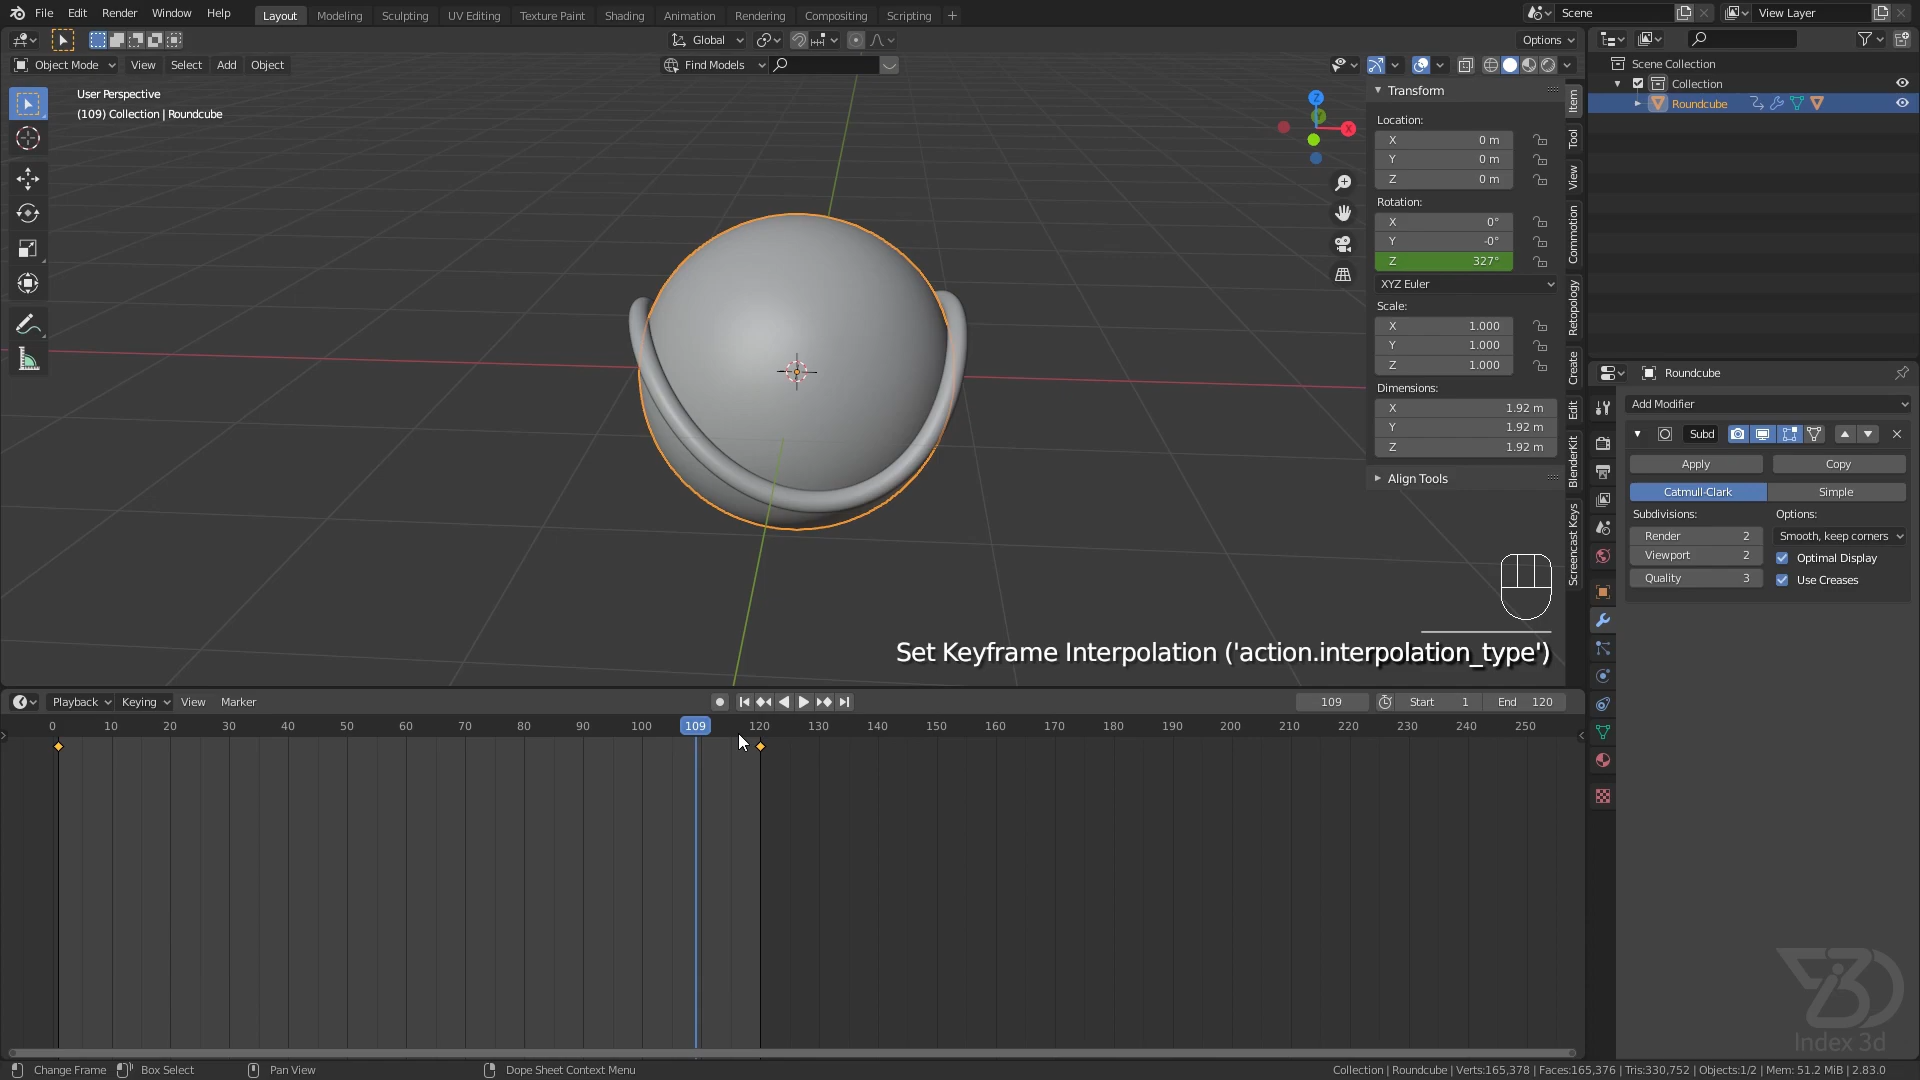 File Edit Render Window Help Layout Modeling Sculpting UV Editing Texture Paint Shading Animation Rendering Compositing Scripting + Scene View Layer
Global Options
Object Mode View Select Add Object Find Models
User Perspective
(109) Collection | Roundcube
Z
X
Transform
Location:
X 0 m
Y 0 m
Z 0 m
Rotation:
X 0°
Y -0°
Z 327°
XYZ Euler
Scale:
X 1.000
Y 1.000
Z 1.000
Dimensions:
X 1.92 m
Y 1.92 m
Z 1.92 m
Align Tools
Item
Tool
View
Commotion
Retopology
Create
Edit
BlenderKit
Screencast Keys
Scene Collection
Collection
Roundcube
Roundcube
Add Modifier
Subd
Apply Copy
Catmull-Clark Simple
Subdivisions: Options:
Render 2 Smooth, keep corners
Viewport 2 Optimal Display
Quality 3 Use Creases
Set Keyframe Interpolation ('action.interpolation_type')
Playback Keying View Marker 109 Start 1 End 120
0 10 20 30 40 50 60 70 80 90 100 109 120 130 140 150 160 170 180 190 200 210 220 230 240 250
Index 3d
Change Frame Box Select Pan View Dope Sheet Context Menu Collection | Roundcube | Verts:165,378 | Faces:165,376 | Tris:330,752 | Objects:1/2 | Mem: 51.2 MiB | 2.83.0